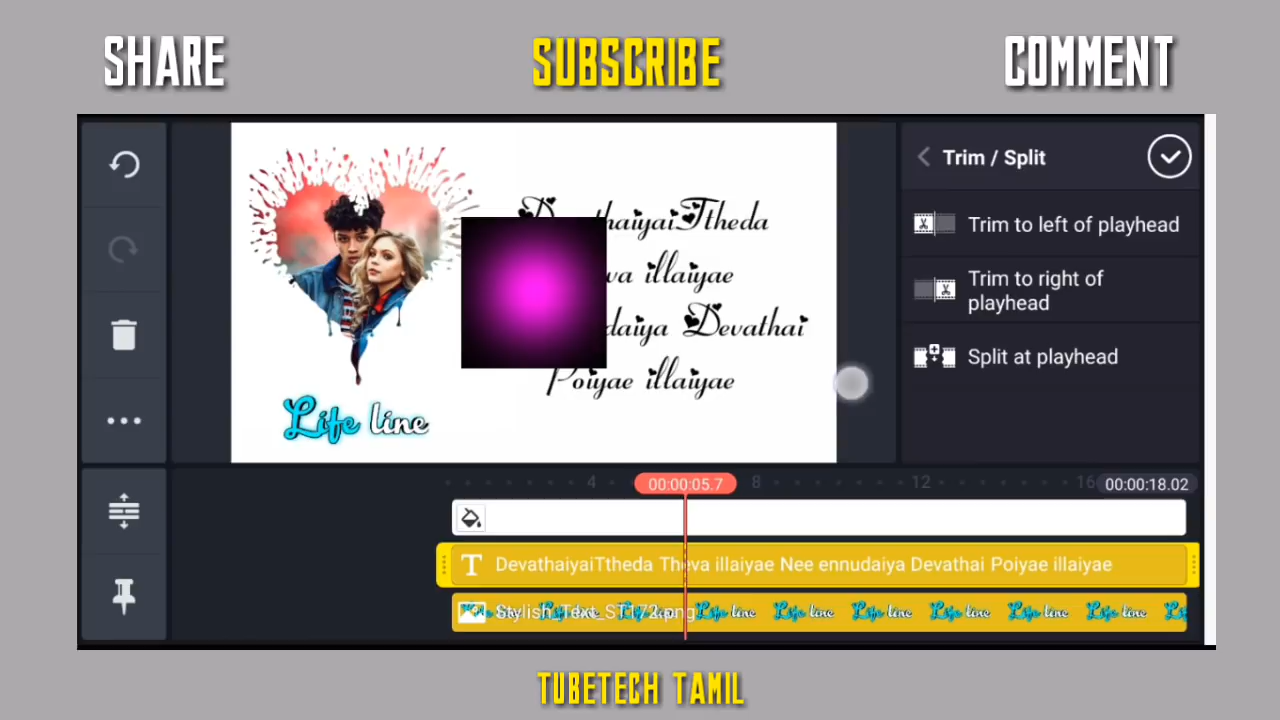 SHARE
SUBSCRIBE
COMMENT
Trim / Split
Trim to left of playhead
Trim to right of
playhead
Split at playhead
Ttheda
illaiyae
Devathai
Poiyae illaiyae
Life line
4
8
12
16
00:00:05.7
00:00:18.02
T DevathaiyaiTtheda Theva illaiyae Nee ennudaiya Devathai Poiyae illaiyae
Stylish_Text_ST172.png
Life line Life line Life line Life line Life line Life line
TUBETECH TAMIL